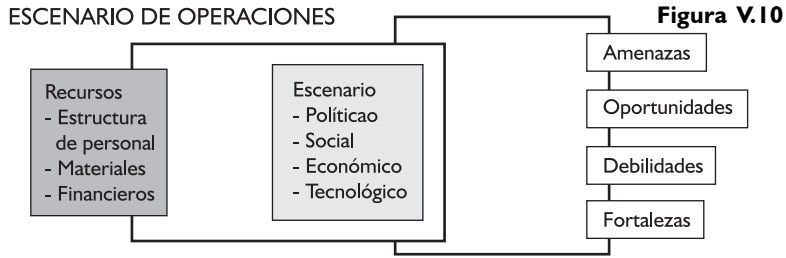 ESCENARIO DE OPERACIONES
Figura V.10
Recursos
- Estructura
de personal
- Materiales
- Financieros
Escenario
- Políticao
- Social
- Económico
- Tecnológico
Amenazas
Oportunidades
Debilidades
Fortalezas